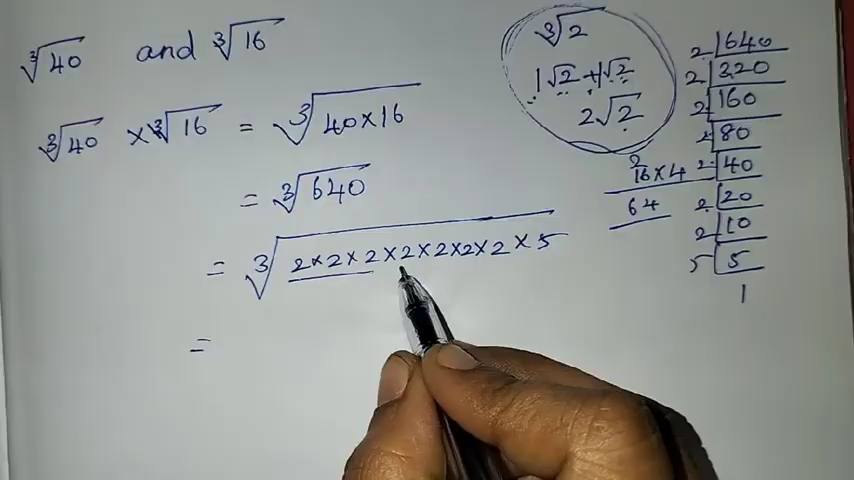 ∛40 and ∛16
∛40 × ∛16 = ∛40×16
= ∛640
= ∛2×2×2×2×2×2×2×5
=
∛2
1√2 + 1√2
2√2
2
16×4
64
2 | 640
2 | 320
2 | 160
2 | 80
2 | 40
2 | 20
2 | 10
5 | 5
1